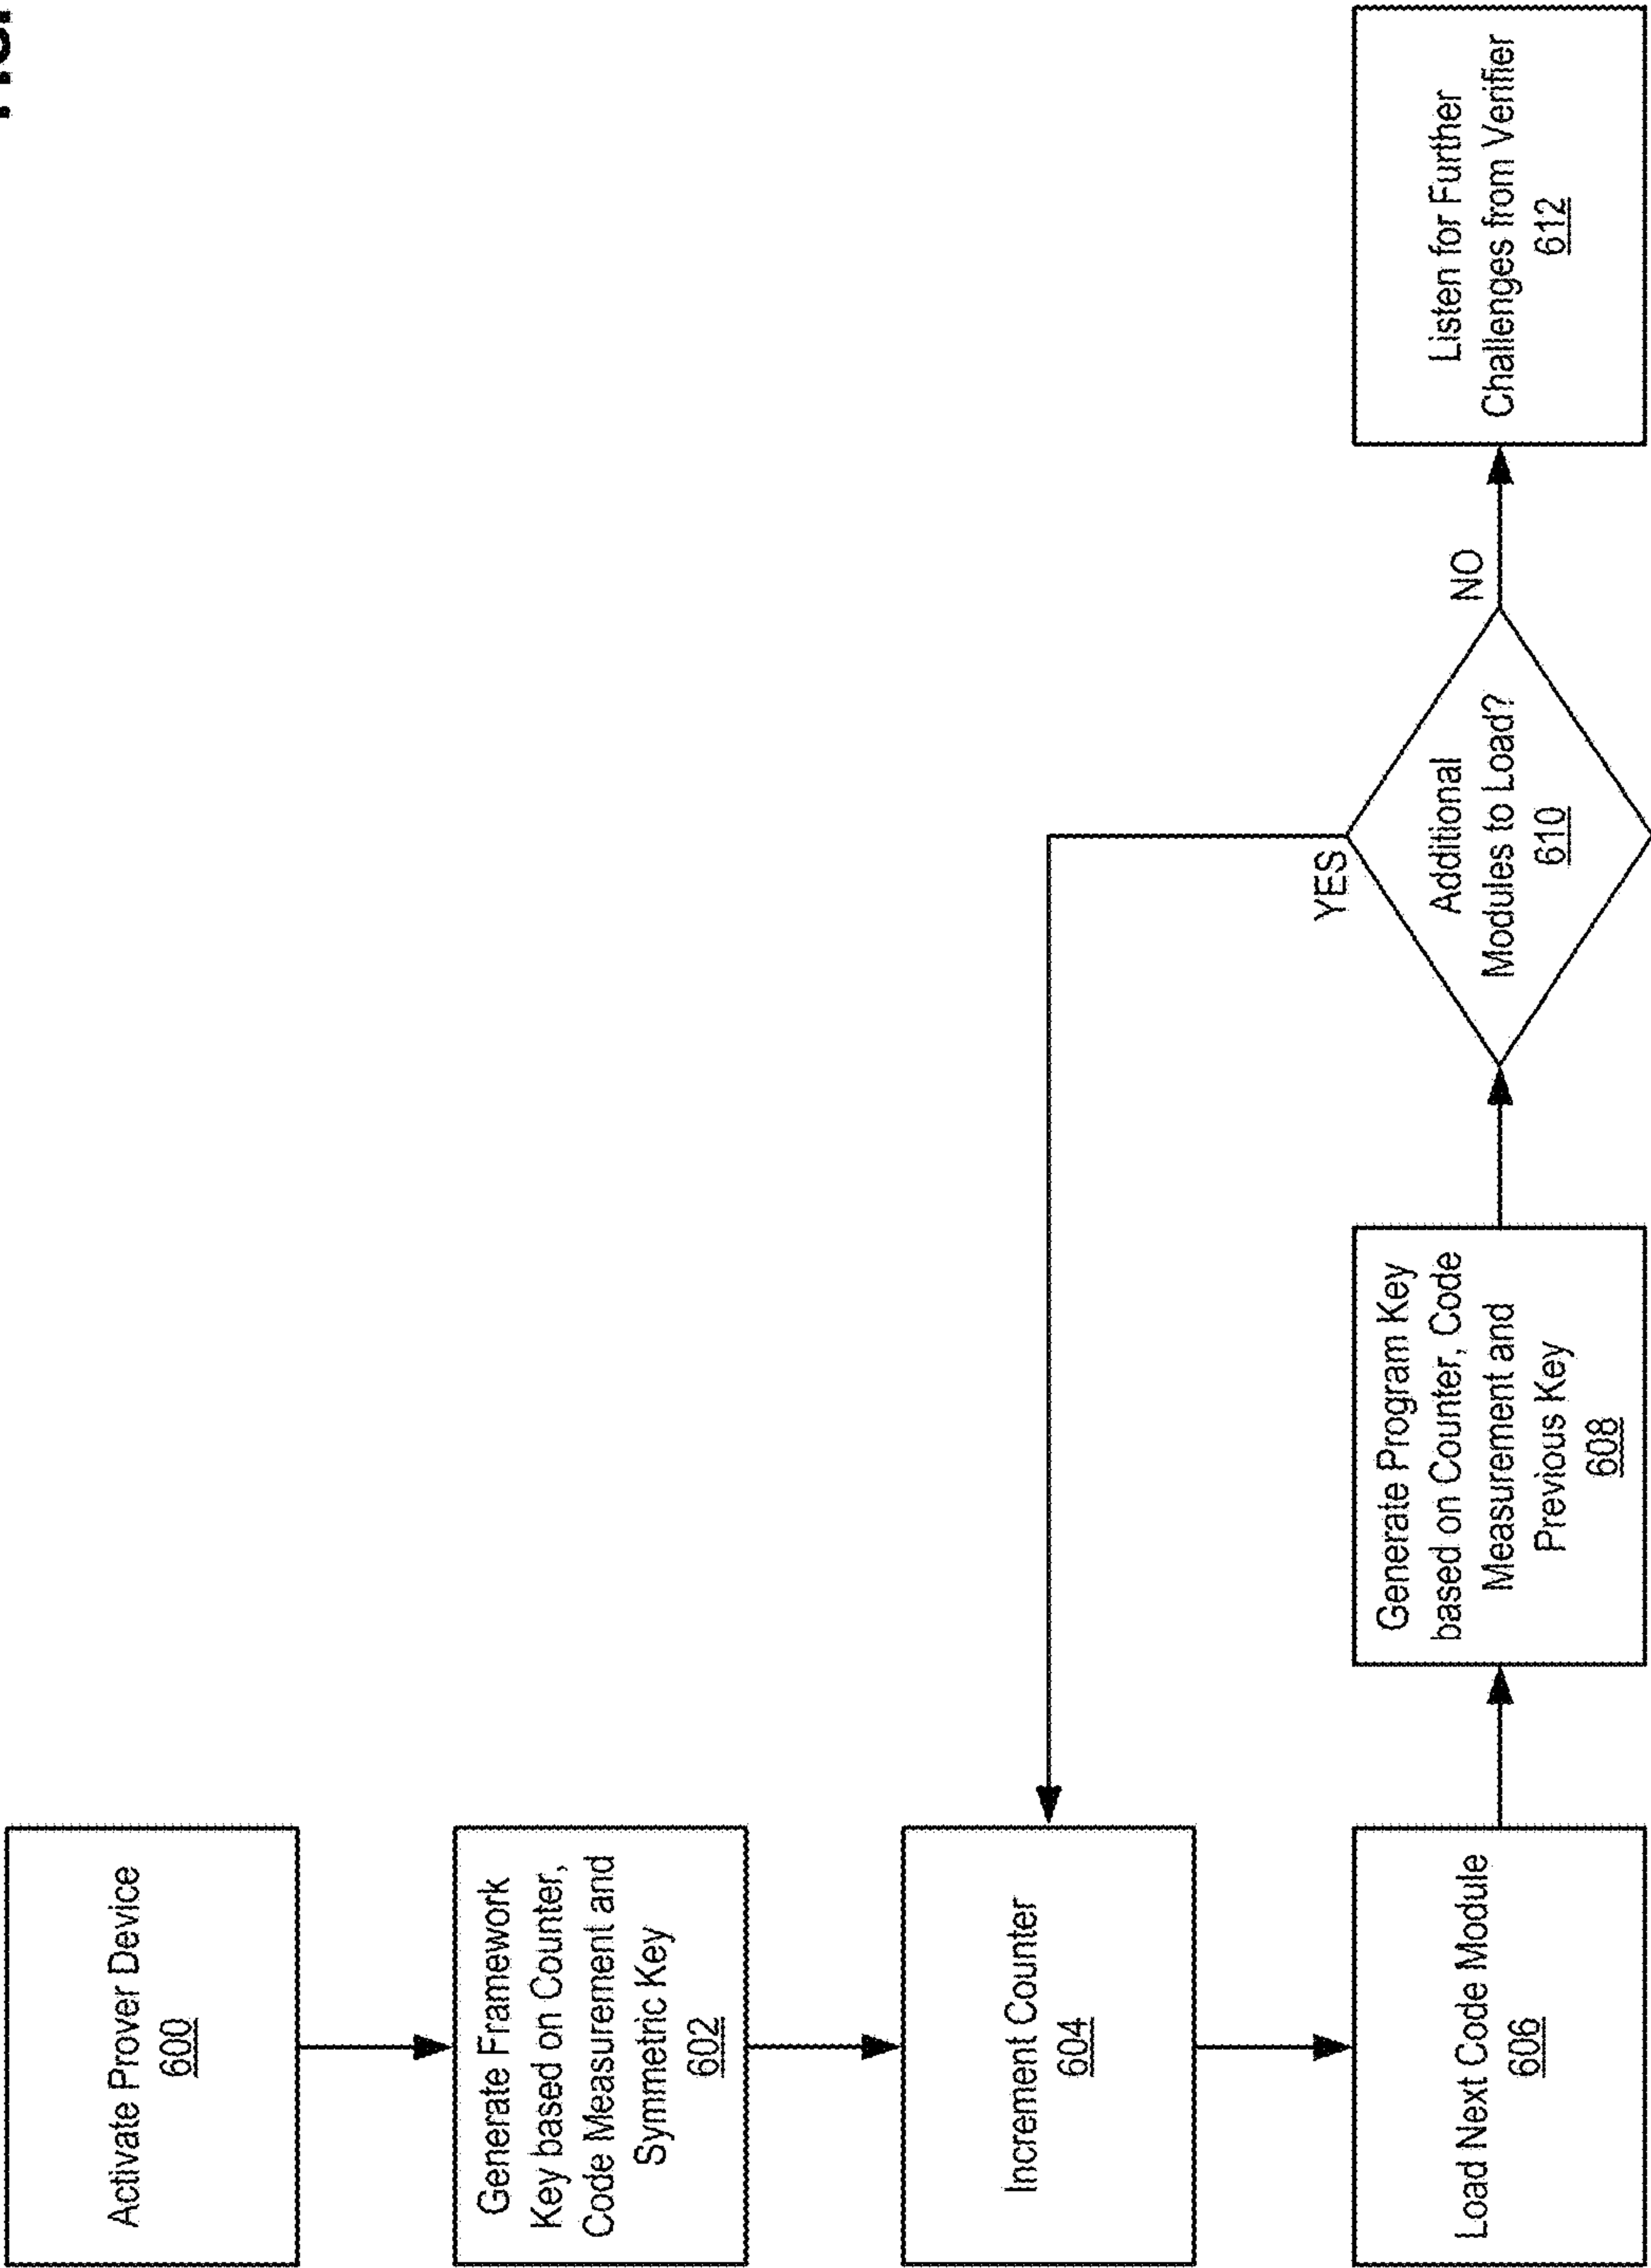 Activate Prover Device
600
Generate Framework
Key based on Counter,
Code Measurement and
Symmetric Key
602
Increment Counter
604
Load Next Code Module
606
Generate Program Key
based on Counter, Code
Measurement and
Previous Key
608
Additional
Modules to Load?
610
YES
NO
Listen for Further
Challenges from Verifier
612